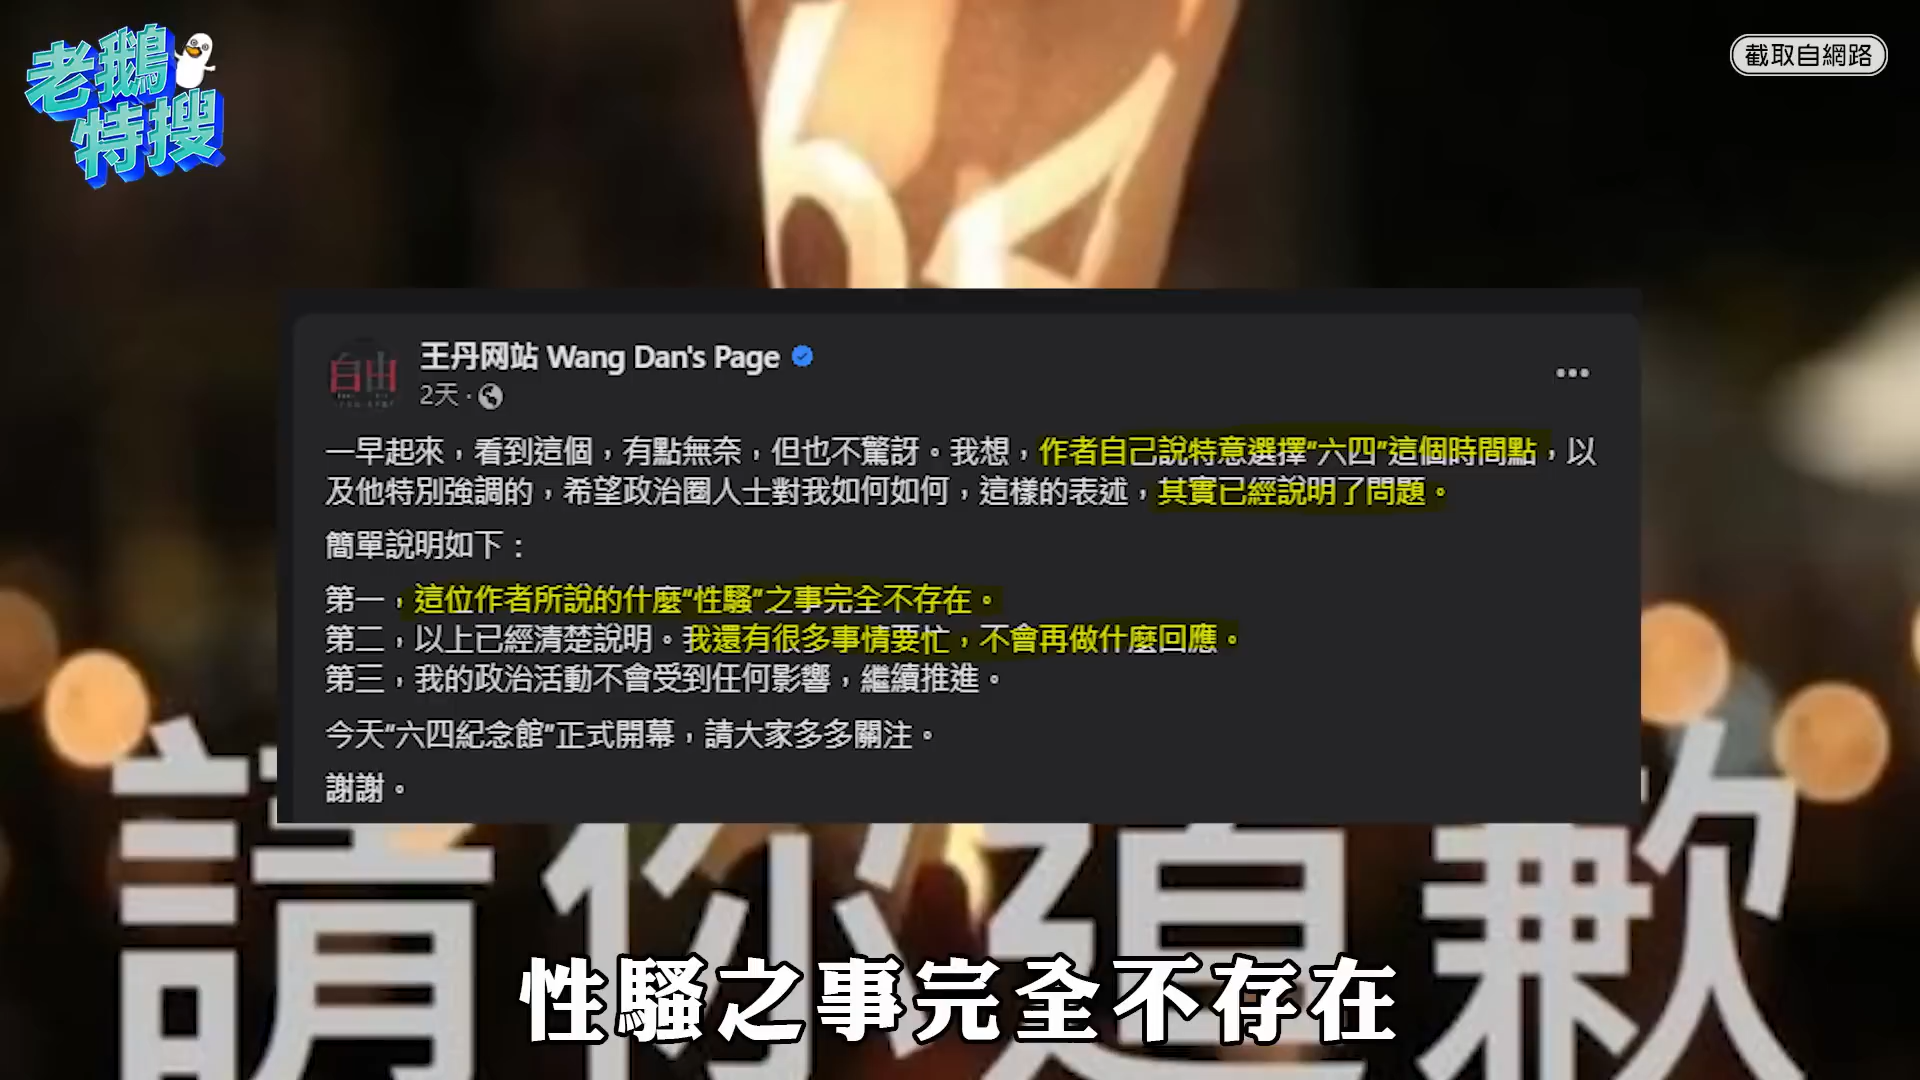 老鵝
特搜
截取自網路
64
王丹网站 Wang Dan's Page
2天 ·
一早起來，看到這個，有點無奈，但也不驚訝。我想，作者自己說特意選擇“六四”這個時間點，以
及他特別強調的，希望政治圈人士對我如何如何，這樣的表述，其實已經說明了問題。
簡單說明如下：
第一，這位作者所說的什麼“性騷”之事完全不存在。
第二，以上已經清楚說明。我還有很多事情要忙，不會再做什麼回應。
第三，我的政治活動不會受到任何影響，繼續推進。
今天“六四紀念館”正式開幕，請大家多多關注。
謝謝。
請你道歉
性騷之事完全不存在